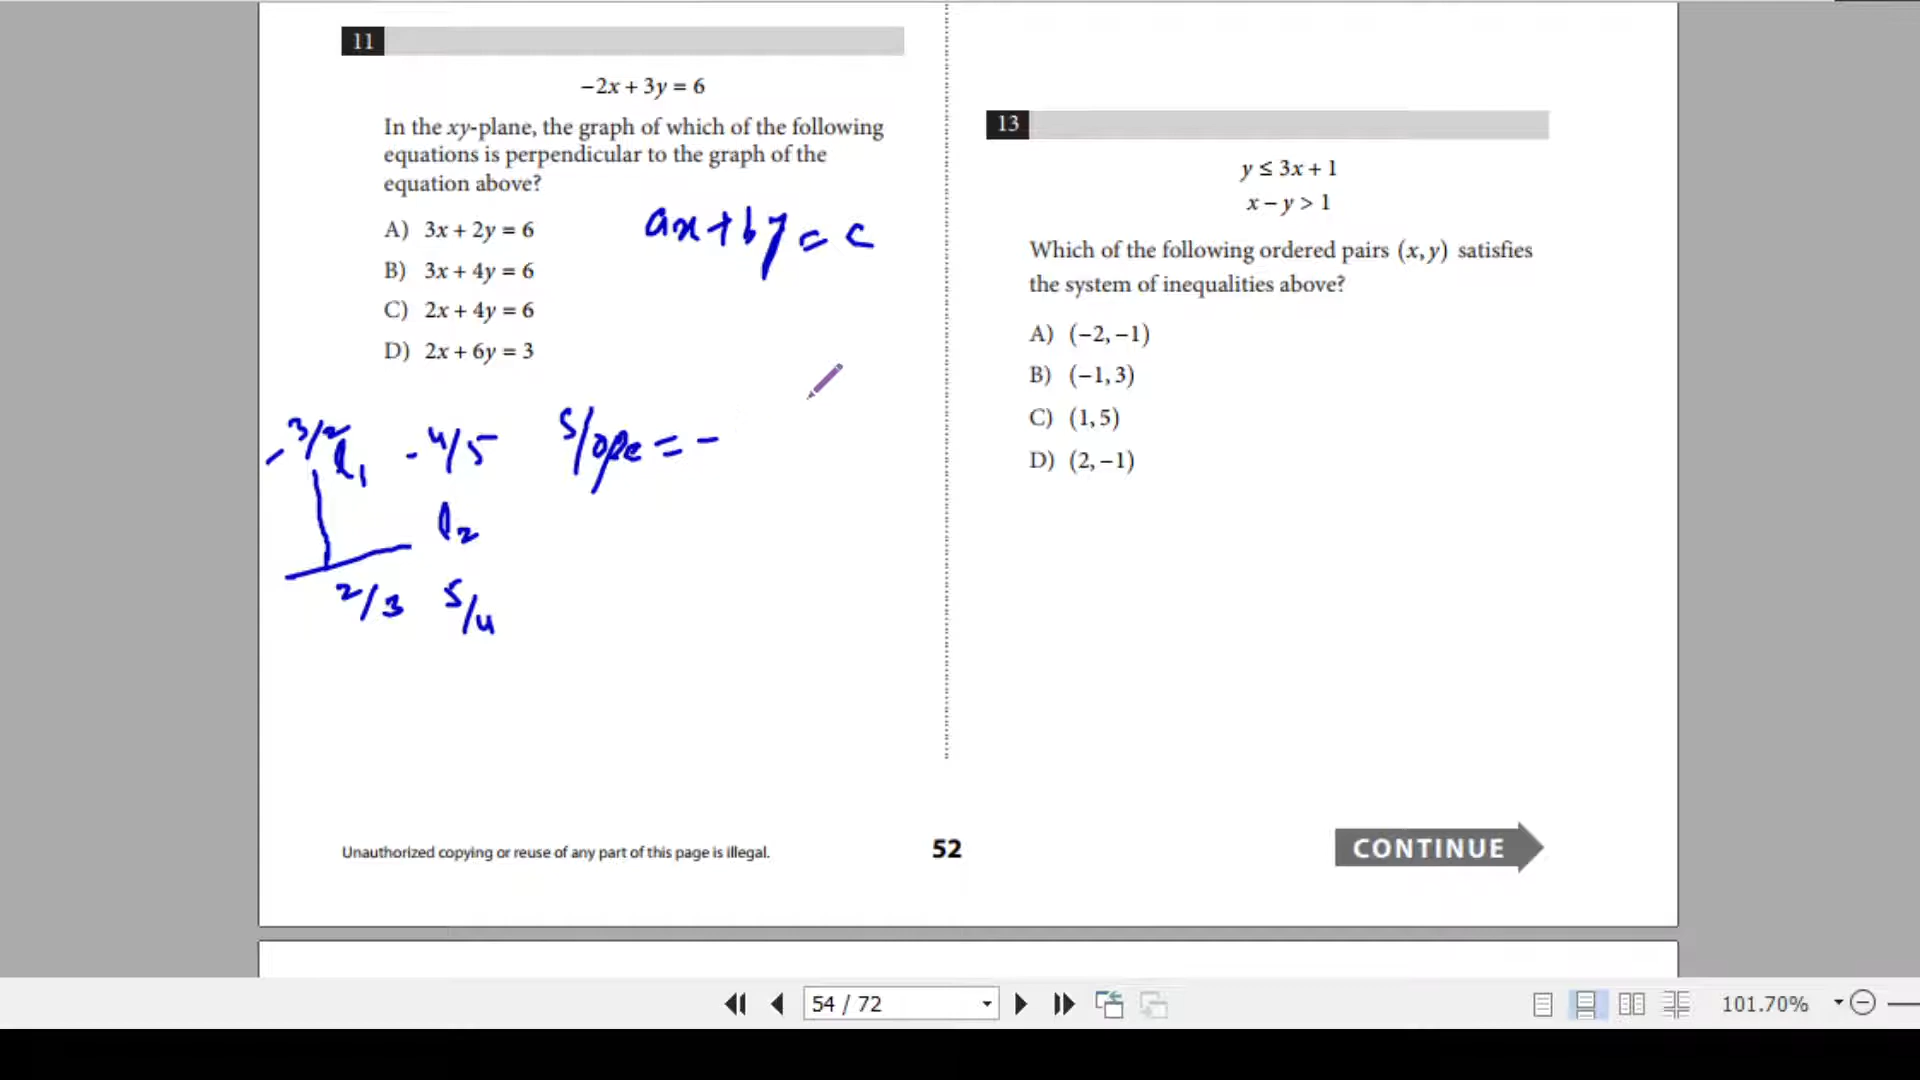 11
−2x + 3y = 6
In the xy-plane, the graph of which of the following
equations is perpendicular to the graph of the
equation above?
A) 3x + 2y = 6
B) 3x + 4y = 6
C) 2x + 4y = 6
D) 2x + 6y = 3
ax+by = c
-3/2 l1
-4/5
l2
2/3
5/4
slope = -
13
y ≤ 3x + 1
x − y > 1
Which of the following ordered pairs (x, y) satisfies
the system of inequalities above?
A) (−2, −1)
B) (−1, 3)
C) (1, 5)
D) (2, −1)
Unauthorized copying or reuse of any part of this page is illegal.
52
CONTINUE
54 / 72
101.70%